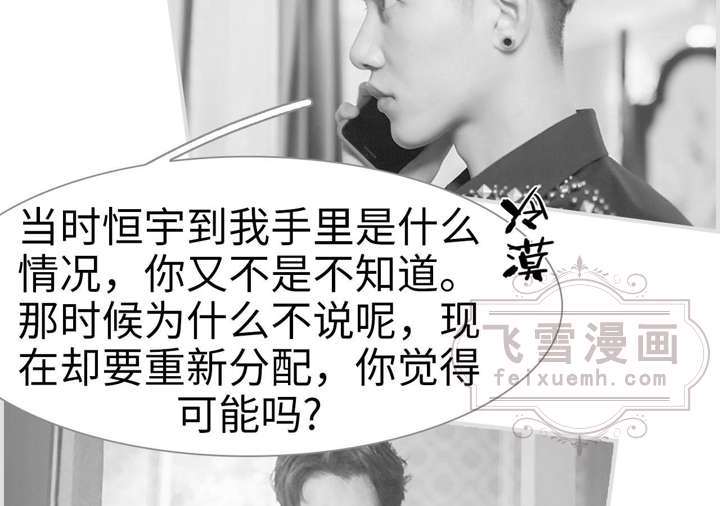 当时恒宇到我手里是什么
情况，你又不是不知道。
那时候为什么不说呢，现
在却要重新分配，你觉得
可能吗?
冷漠
飞雪漫画
feixuemh.com